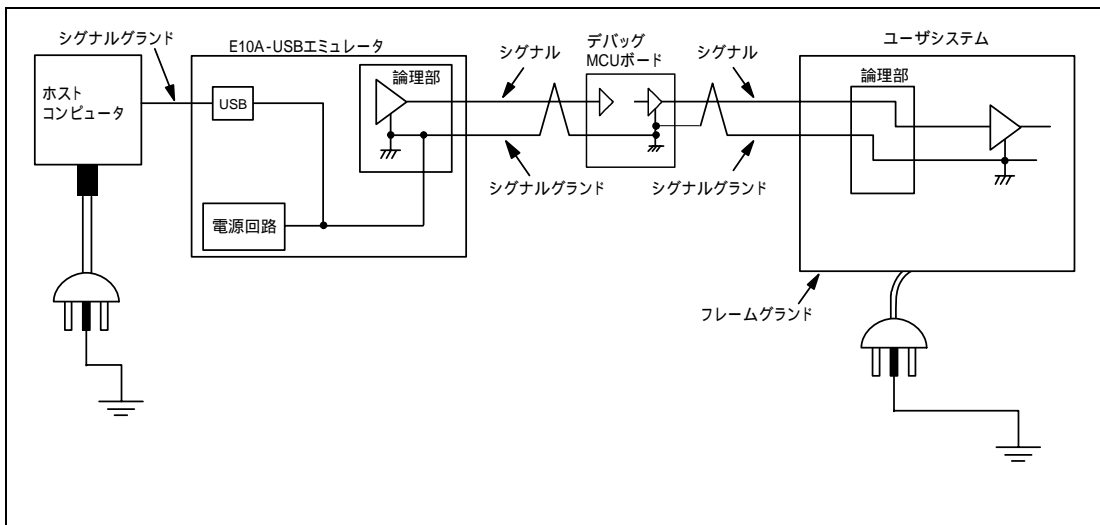 シグナルグランド
ホスト
コンピュータ
E10A-USBエミュレータ
USB
論理部
電源回路
シグナル
シグナルグランド
デバッグ
MCUボード
シグナル
シグナルグランド
ユーザシステム
論理部
フレームグランド